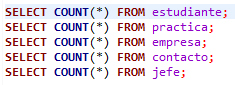 SELECT COUNT(*) FROM estudiante;
SELECT COUNT(*) FROM practica;
SELECT COUNT(*) FROM empresa;
SELECT COUNT(*) FROM contacto;
SELECT COUNT(*) FROM jefe;